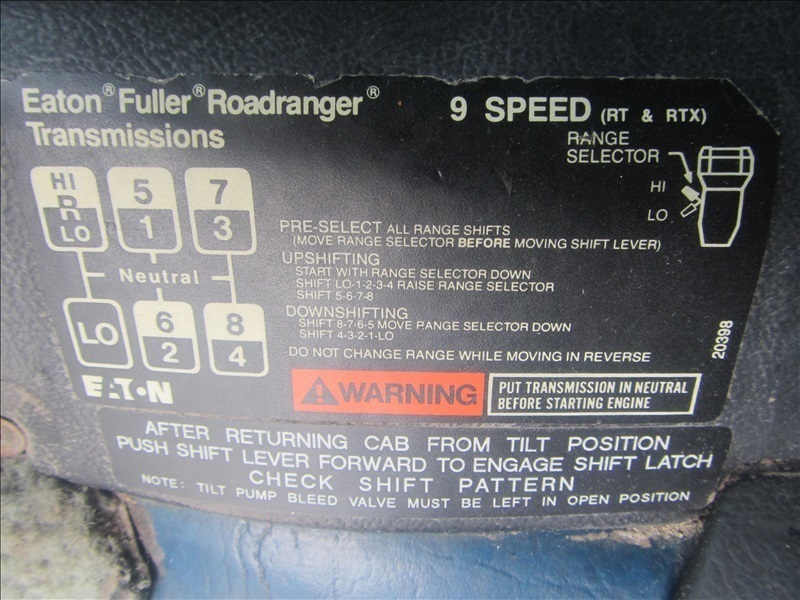 Eaton® Fuller® Roadranger®
Transmissions
9 SPEED (RT & RTX)
RANGE
SELECTOR
HI
LO
HI
R
LO
5
1
7
3
Neutral
LO
6
2
8
4
EATON
PRE-SELECT ALL RANGE SHIFTS
(MOVE RANGE SELECTOR BEFORE MOVING SHIFT LEVER)
UPSHIFTING
START WITH RANGE SELECTOR DOWN
SHIFT LO-1-2-3-4 RAISE RANGE SELECTOR
SHIFT 5-6-7-8
DOWNSHIFTING
SHIFT 8-7-6-5 MOVE RANGE SELECTOR DOWN
SHIFT 4-3-2-1-LO
DO NOT CHANGE RANGE WHILE MOVING IN REVERSE
20398
WARNING
PUT TRANSMISSION IN NEUTRAL
BEFORE STARTING ENGINE
AFTER RETURNING CAB FROM TILT POSITION
PUSH SHIFT LEVER FORWARD TO ENGAGE SHIFT LATCH
CHECK SHIFT PATTERN
NOTE: TILT PUMP BLEED VALVE MUST BE LEFT IN OPEN POSITION